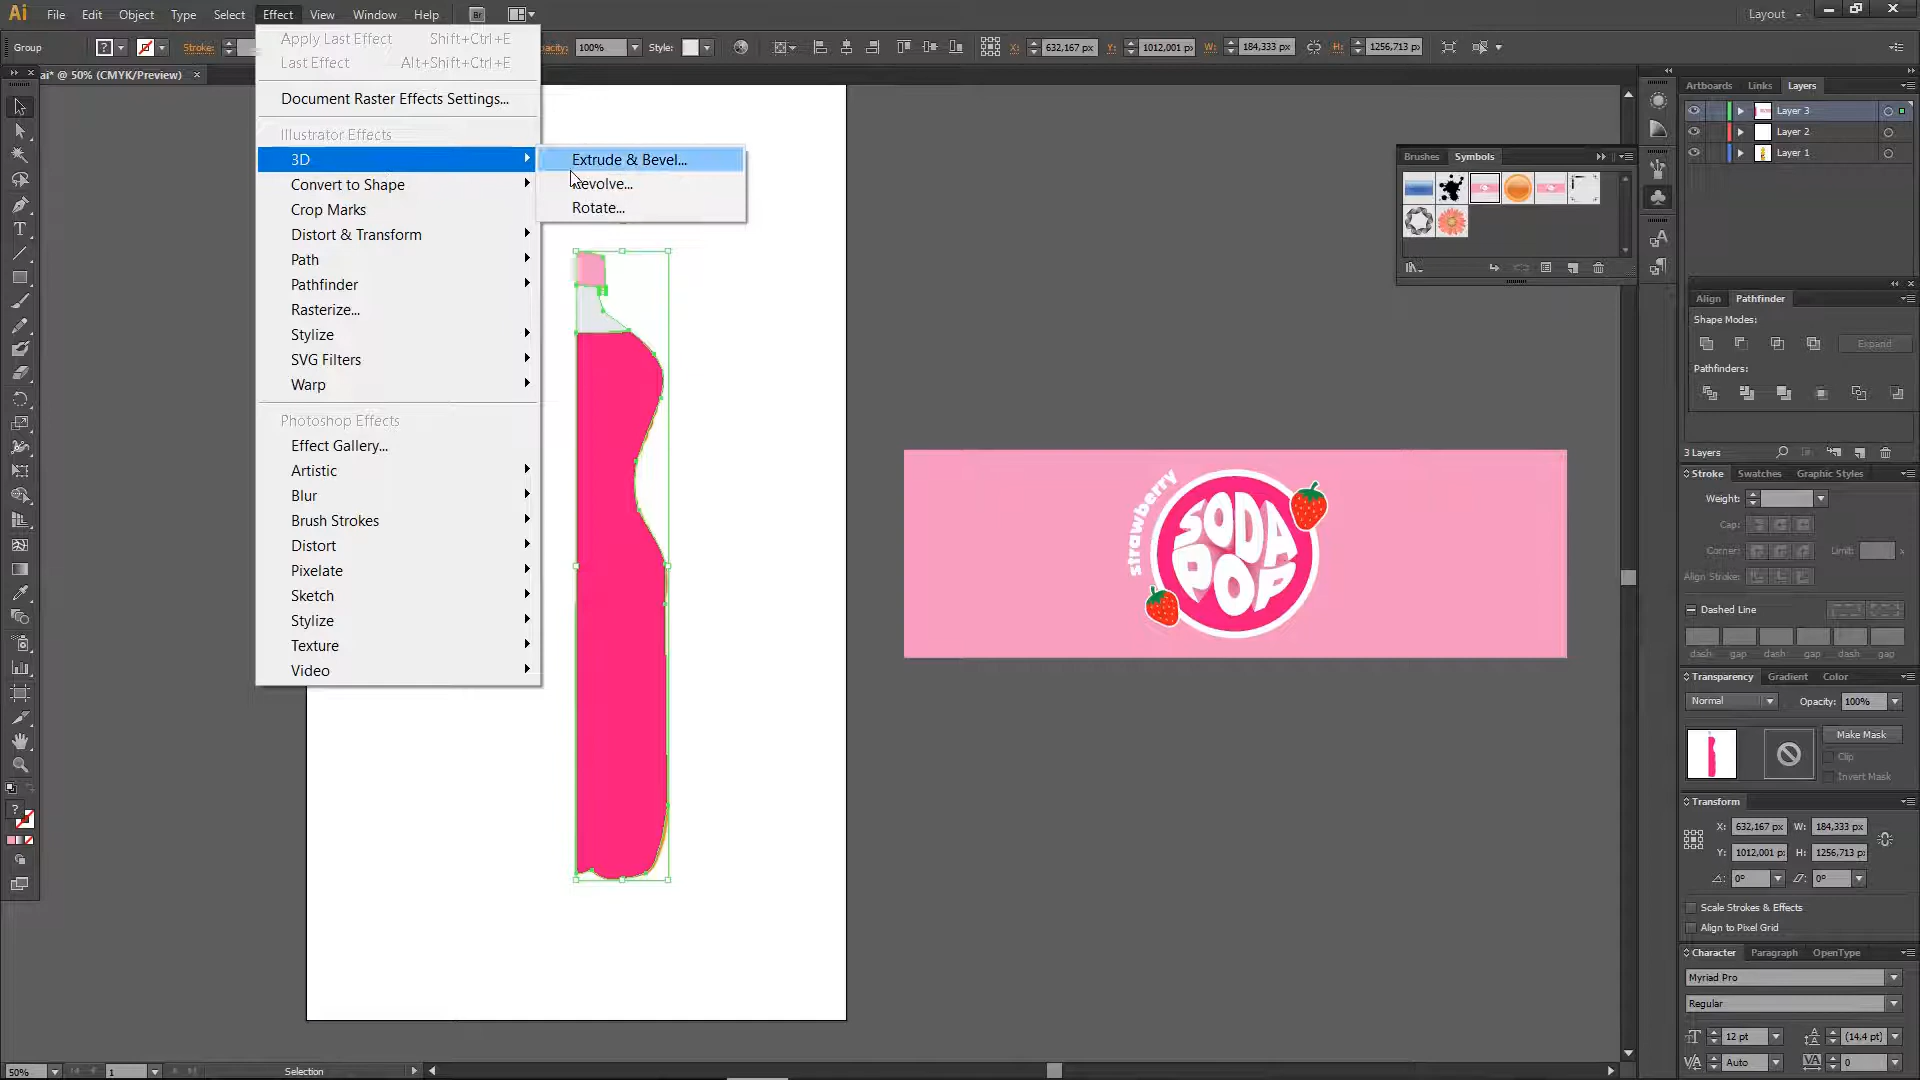 Ai File Edit Object Type Select Effect View Window Help Br Layout
Group ? Stroke: 100% Style: X: 632,167 px Y: 1012,001 p W: 184,333 px H: 1256,713 p
ai* @ 50% (CMYK/Preview) ×
Apply Last Effect Shift+Ctrl+E
Last Effect Alt+Shift+Ctrl+E
Document Raster Effects Settings...
Illustrator Effects
3D
Convert to Shape
Crop Marks
Distort & Transform
Path
Pathfinder
Rasterize...
Stylize
SVG Filters
Warp
Photoshop Effects
Effect Gallery...
Artistic
Blur
Brush Strokes
Distort
Pixelate
Sketch
Stylize
Texture
Video
Extrude & Bevel...
Revolve...
Rotate...
strawberry
SODA
POP
Brushes Symbols
Artboards Links Layers
Layer 3
Layer 2
Layer 1
Align Pathfinder
Shape Modes:
Expand
Pathfinders:
3 Layers
Stroke Swatches Graphic Styles
Weight:
Cap:
Corner: Limit: x
Align Stroke:
Dashed Line
dash gap dash gap dash gap
Transparency Gradient Color
Normal Opacity: 100%
Make Mask
Clip
Invert Mask
Transform
X: 632,167 px W: 184,333 px
Y: 1012,001 p H: 1256,713 p
0° 0°
Scale Strokes & Effects
Align to Pixel Grid
Character Paragraph OpenType
Myriad Pro
Regular
12 pt (14,4 pt)
Auto 0
50% 1 Selection